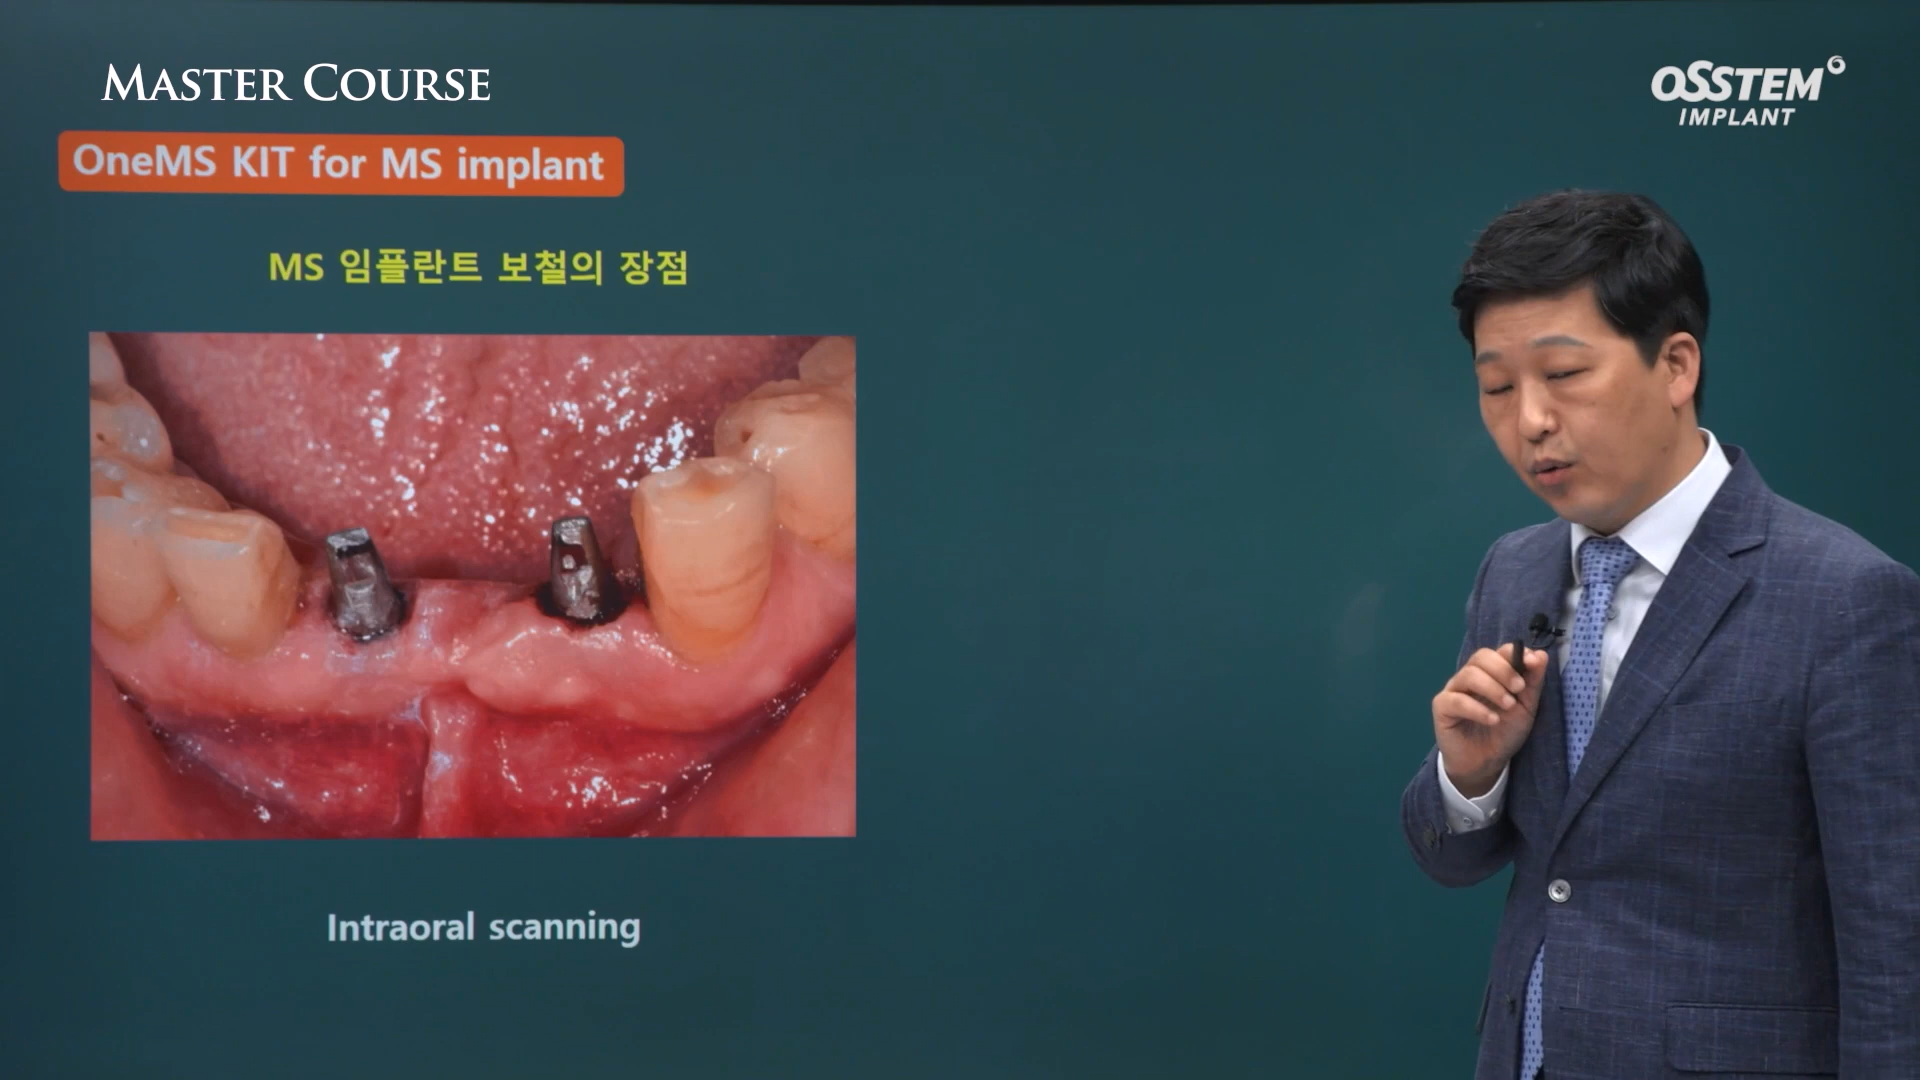 MASTER COURSE
OSSTEM
IMPLANT
OneMS KIT for MS implant
MS 임플란트 보철의 장점
Intraoral scanning